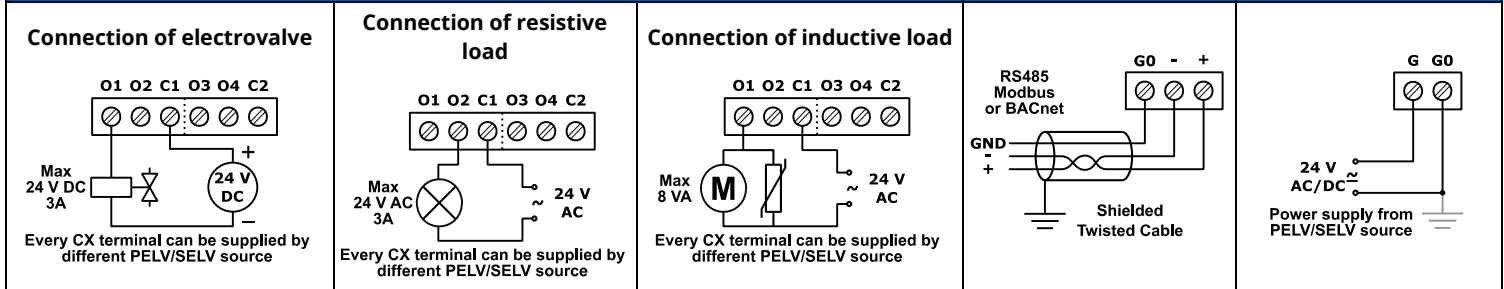 Connection of electrovalve
O1 O2 C1 O3 O4 C2
+
Max
24 V DC
3A
24 V
DC
–
Every CX terminal can be supplied by
different PELV/SELV source
Connection of resistive
load
O1 O2 C1 O3 O4 C2
Max
24 V AC
3A
24 V
~
AC
Every CX terminal can be supplied by
different PELV/SELV source
Connection of inductive load
O1 O2 C1 O3 O4 C2
Max
8 VA
M
24 V
~
AC
Every CX terminal can be supplied by
different PELV/SELV source
G0 - +
RS485
Modbus
or BACnet
GND
-
+
Shielded
Twisted Cable
G G0
24 V
AC/DC
Power supply from
PELV/SELV source